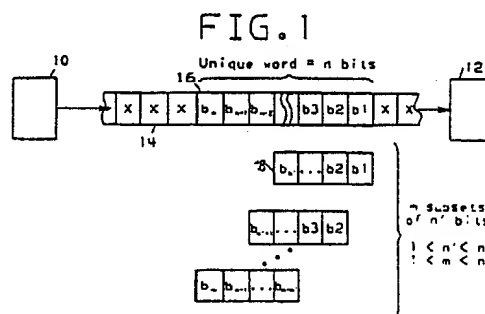 FIG.1
Unique word = n bits
10
16
12
X X X b3 b2 b1 X X
14
... b2 b1
... b3 b2
m subsets
of n' bits
1 < n' < n
1 < m < n